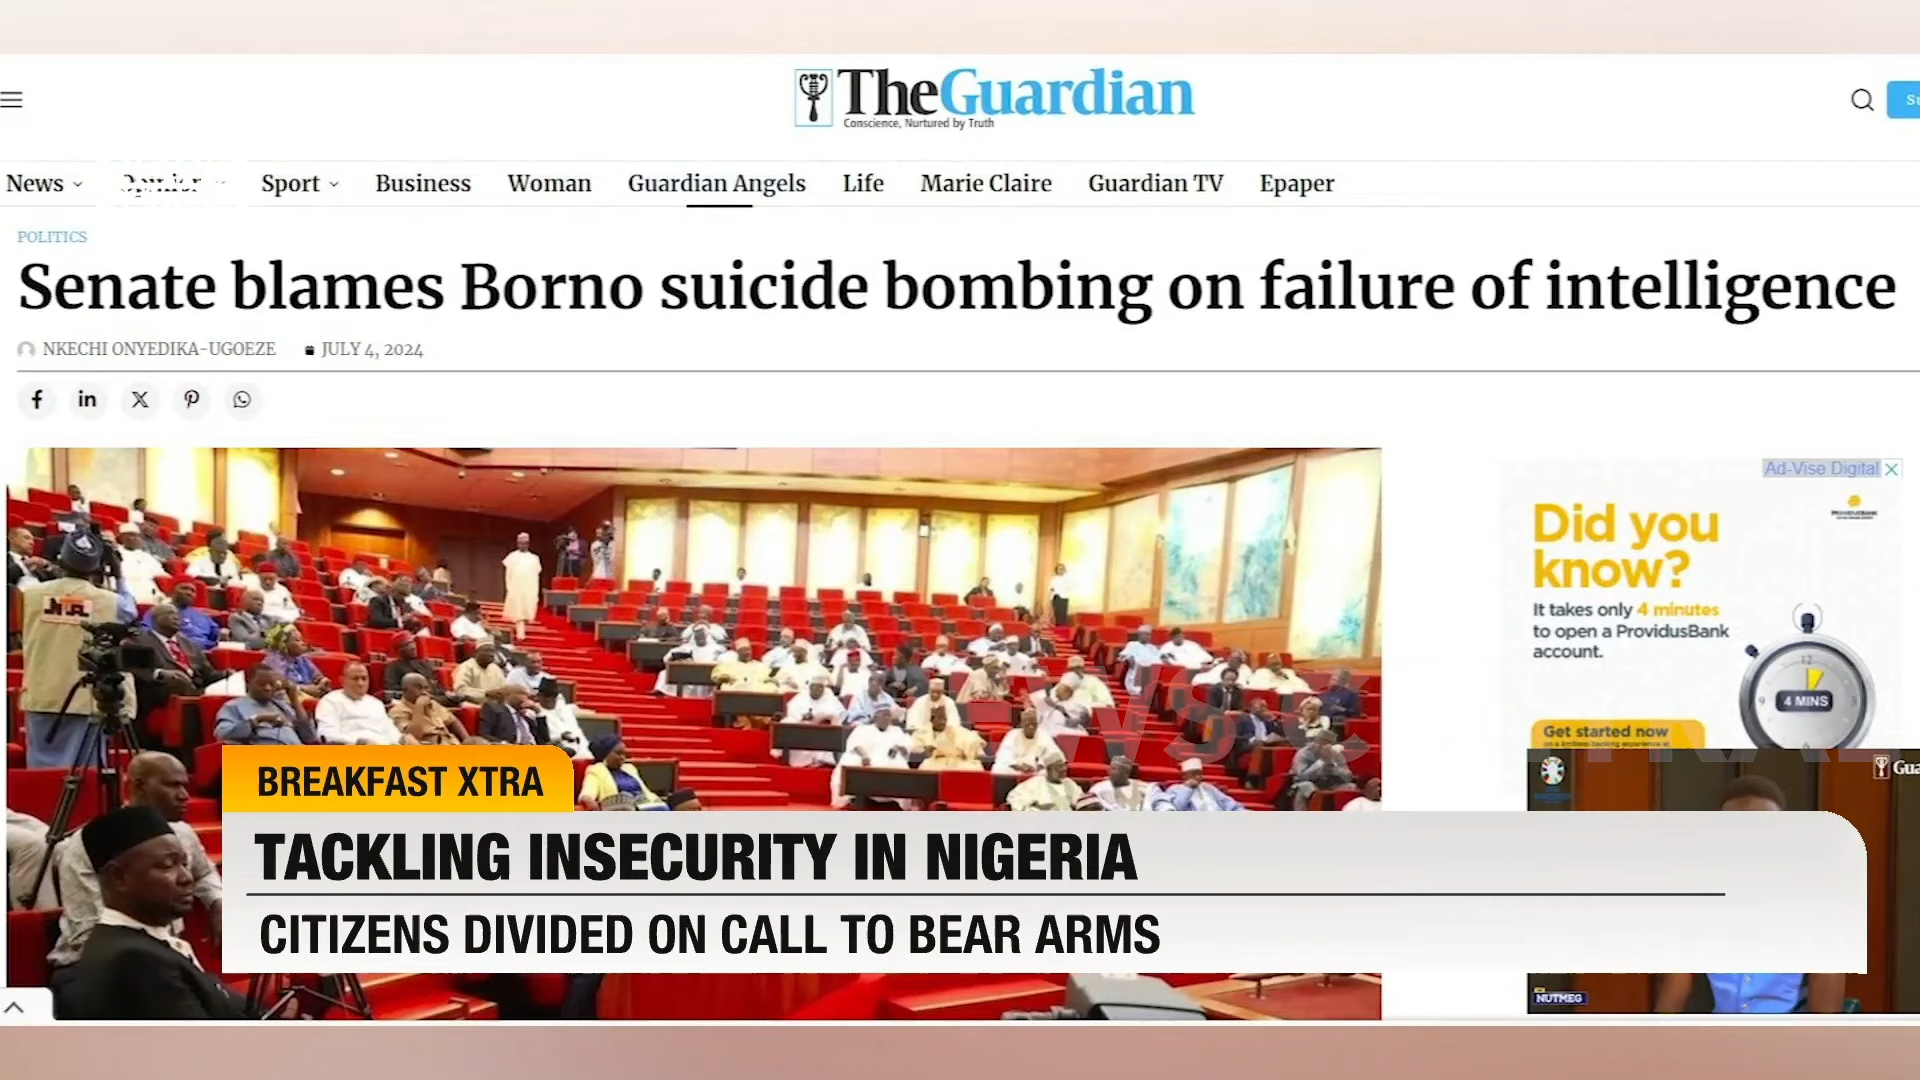 TheGuardian
Conscience, Nurtured by Truth
News Sport Business Woman Guardian Angels Life Marie Claire Guardian TV Epaper
POLITICS
Senate blames Borno suicide bombing on failure of intelligence
NKECHI ONYEDIKA-UGOEZE JULY 4, 2024
Ad-Vise Digital
Did you
know?
It takes only 4 minutes
to open a ProvidusBank
account.
12
4 MINS
Get started now
NUTMEG
BREAKFAST XTRA
TACKLING INSECURITY IN NIGERIA
CITIZENS DIVIDED ON CALL TO BEAR ARMS